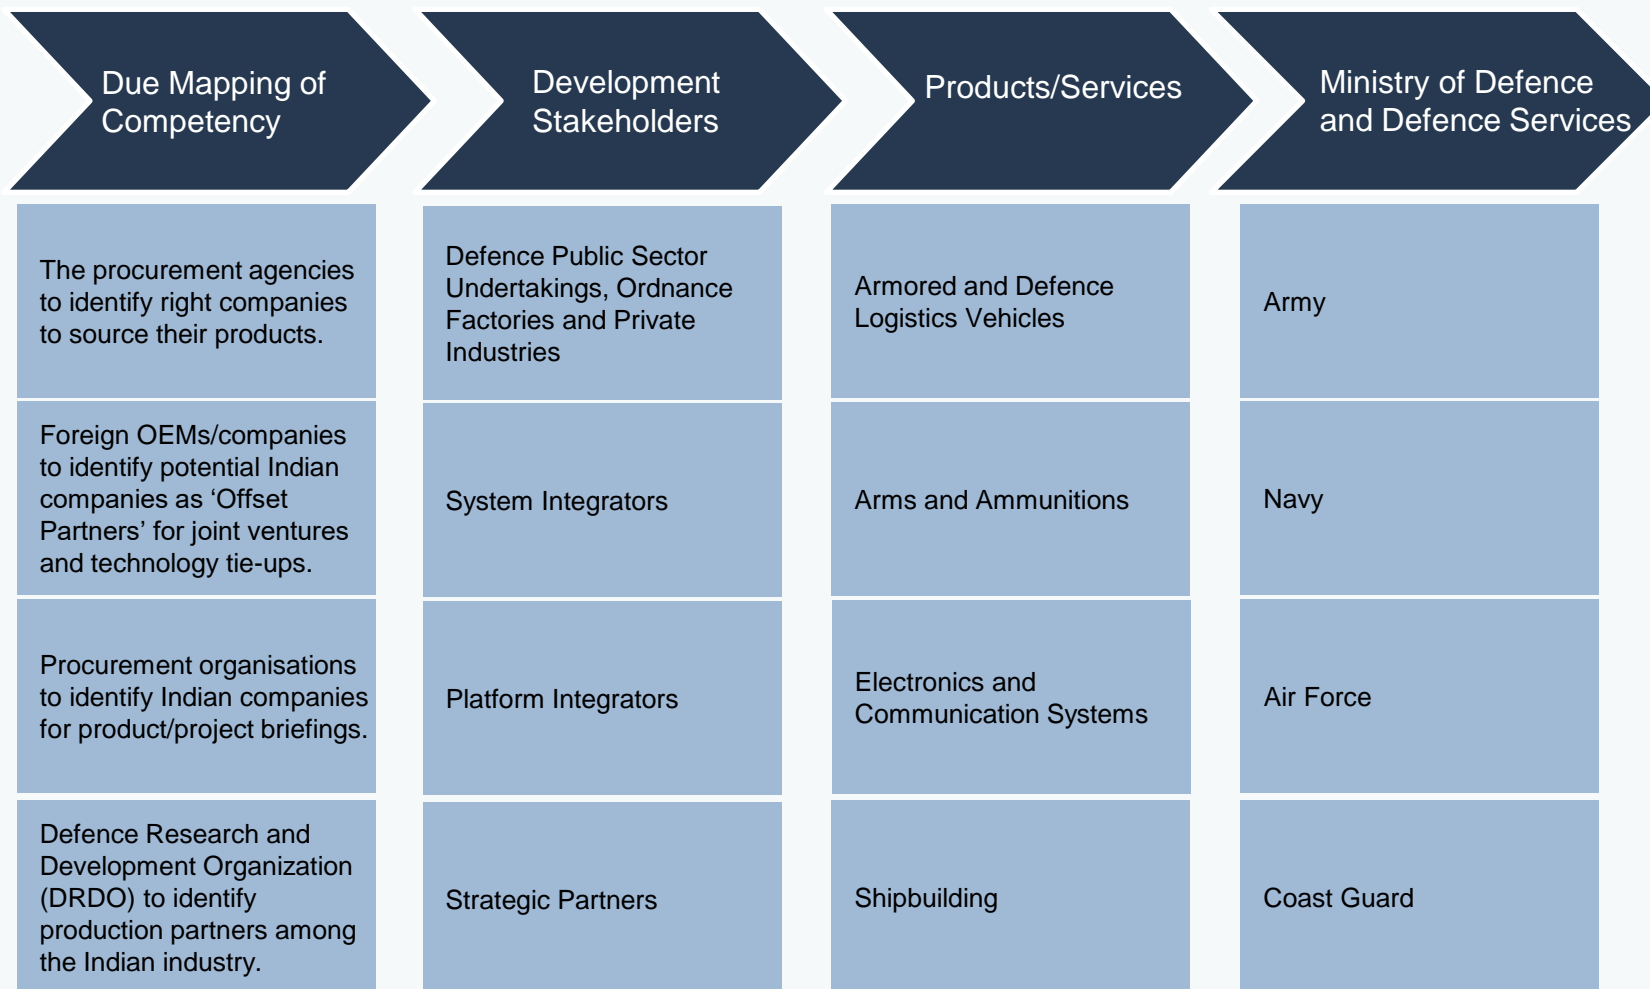 Due Mapping of
Competency
Development
Stakeholders
Products/Services
Ministry of Defence
and Defence Services
The procurement agencies
to identify right companies
to source their products.
Defence Public Sector
Undertakings, Ordnance
Factories and Private
Industries
Armored and Defence
Logistics Vehicles
Army
Foreign OEMs/companies
to identify potential Indian
companies as ‘Offset
Partners’ for joint ventures
and technology tie-ups.
System Integrators
Arms and Ammunitions
Navy
Procurement organisations
to identify Indian companies
for product/project briefings.
Platform Integrators
Electronics and
Communication Systems
Air Force
Defence Research and
Development Organization
(DRDO) to identify
production partners among
the Indian industry.
Strategic Partners
Shipbuilding
Coast Guard